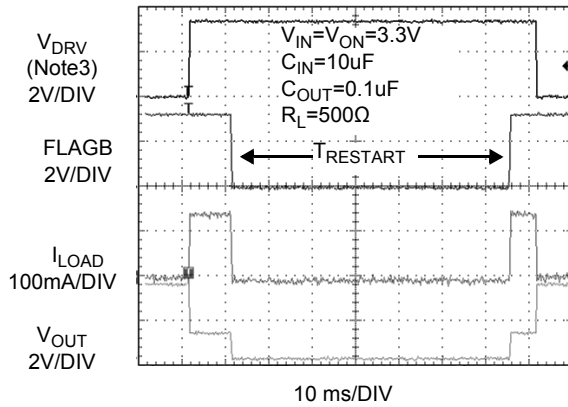 V_DRV
(Note3)
2V/DIV
V_IN=V_ON=3.3V
C_IN=10uF
C_OUT=0.1uF
R_L=500Ω
T
T
FLAGB
2V/DIV
T_RESTART
I_LOAD
100mA/DIV
V_OUT
2V/DIV
10 ms/DIV